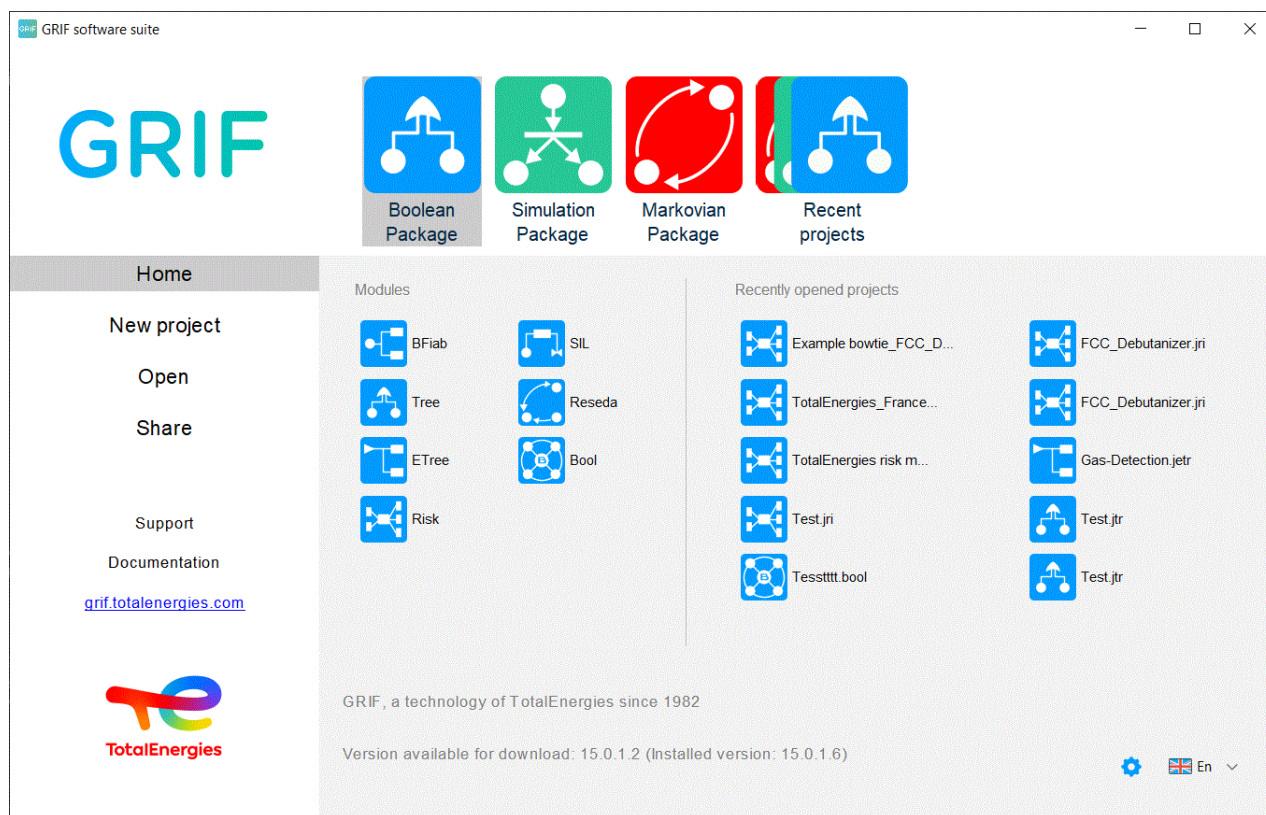 GRIF software suite
GRIF
Boolean
Package
Simulation
Package
Markovian
Package
Recent
projects
Home
New project
Open
Share
Support
Documentation
grif.totalenergies.com
TotalEnergies
Modules
BFiab
SIL
Tree
Reseda
ETree
Bool
Risk
Recently opened projects
Example bowtie_FCC_D...
FCC_Debutanizer.jri
TotalEnergies_France...
FCC_Debutanizer.jri
TotalEnergies risk m...
Gas-Detection.jetr
Test.jri
Test.jtr
Tesstttt.bool
Test.jtr
GRIF, a technology of TotalEnergies since 1982
Version available for download: 15.0.1.2 (Installed version: 15.0.1.6)
En